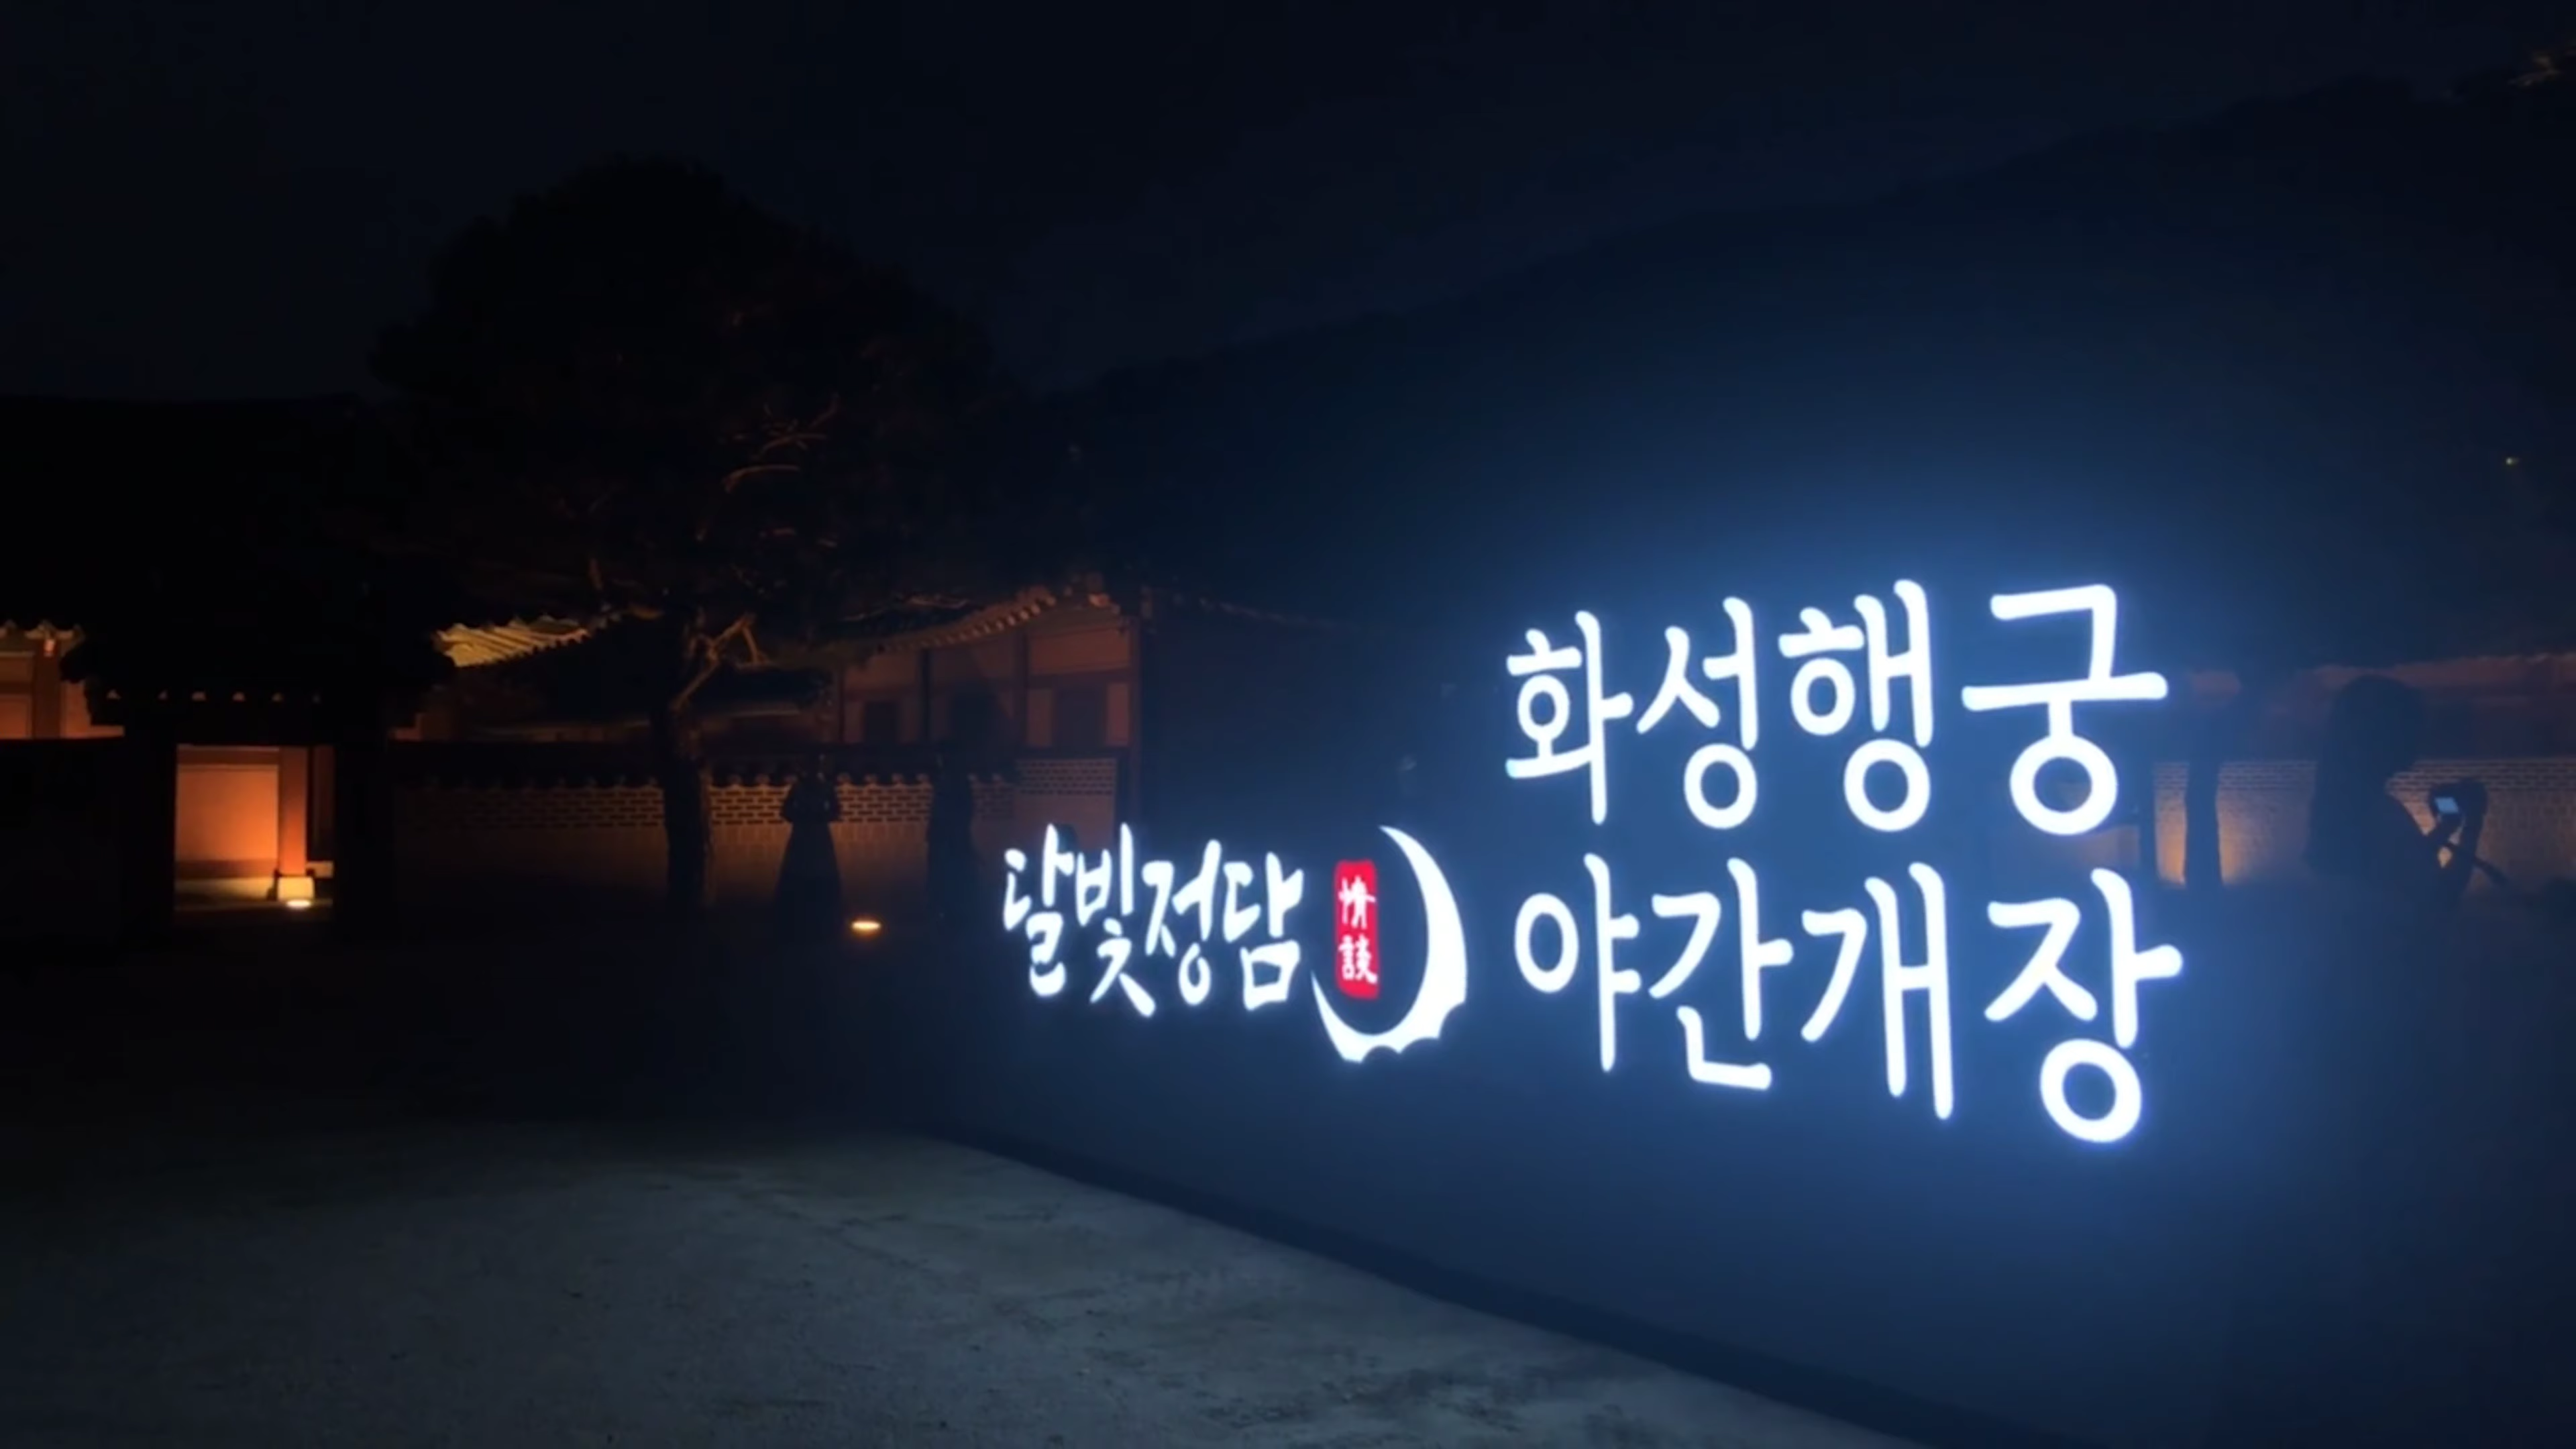 화성행궁
야간개장
달빛정담
情
談